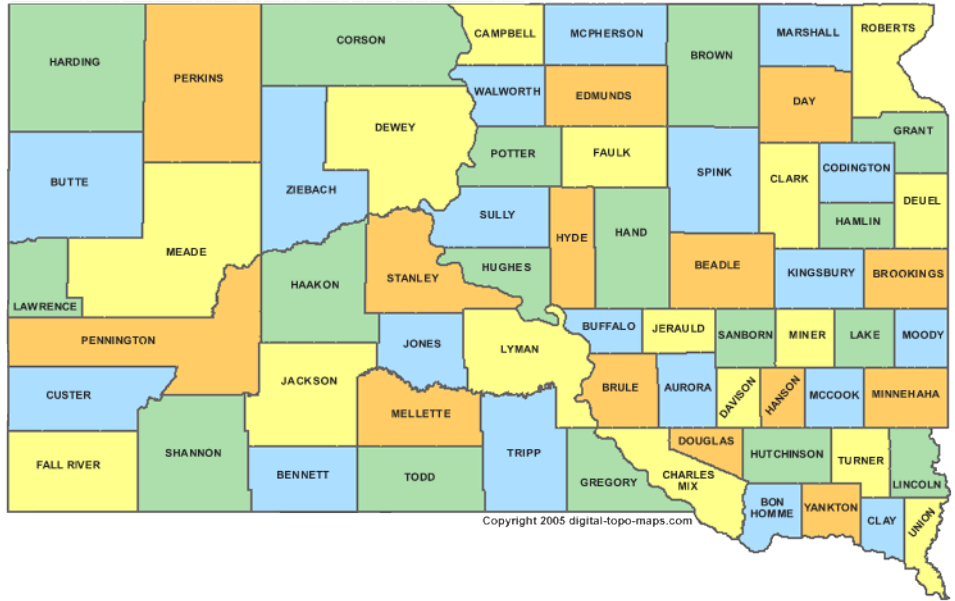 CAMPBELL
MCPHERSON
MARSHALL
ROBERTS
HARDING
CORSON
BROWN
PERKINS
WALWORTH
EDMUNDS
DAY
DEWEY
GRANT
POTTER
FAULK
SPINK
CLARK
CODINGTON
BUTTE
ZIEBACH
DEUEL
SULLY
HAMLIN
MEADE
HYDE
HAND
HUGHES
BEADLE
KINGSBURY
BROOKINGS
HAAKON
STANLEY
LAWRENCE
PENNINGTON
JONES
LYMAN
BUFFALO
JERAULD
SANBORN
MINER
LAKE
MOODY
CUSTER
JACKSON
BRULE
AURORA
DAVISON
HANSON
MCCOOK
MINNEHAHA
MELLETTE
DOUGLAS
FALL RIVER
SHANNON
BENNETT
TODD
TRIPP
GREGORY
CHARLES
MIX
HUTCHINSON
TURNER
LINCOLN
BON
HOMME
YANKTON
CLAY
UNION
Copyright 2005 digital-topo-maps.com